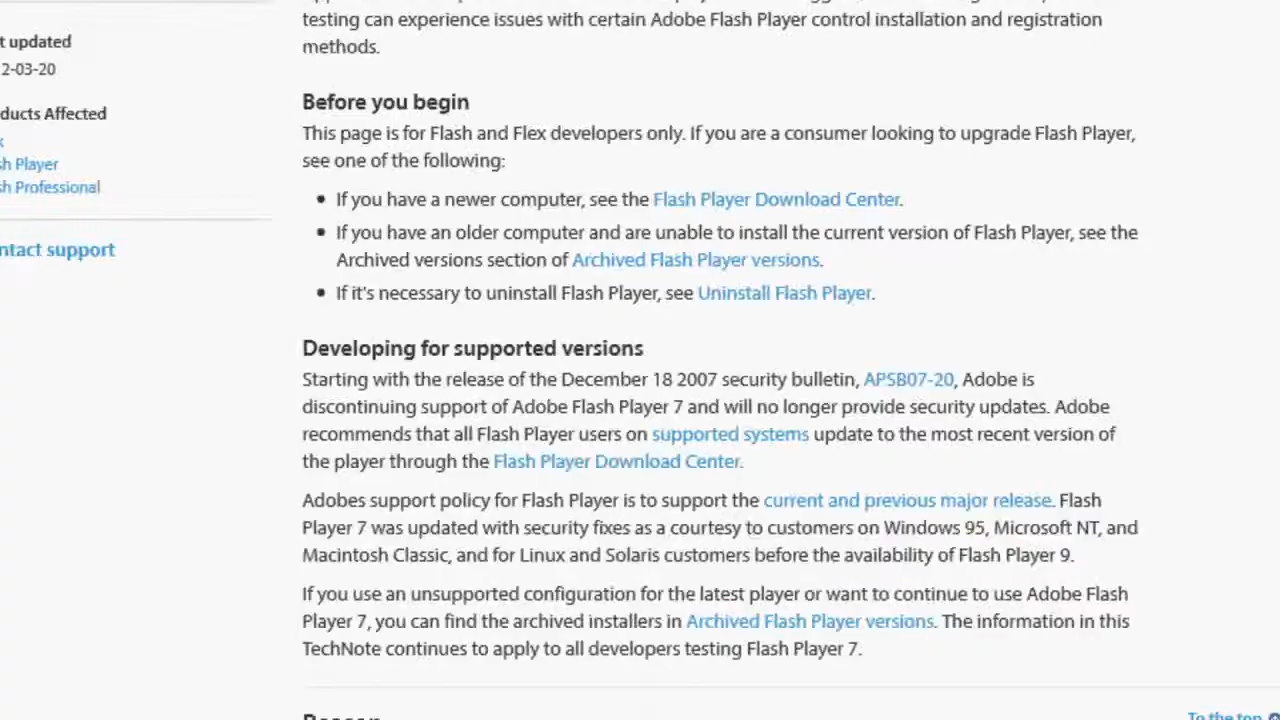 testing can experience issues with certain Adobe Flash Player control installation and registration
methods.
t updated
2-03-20
ducts Affected
sh Player
sh Professional
ntact support
Before you begin
This page is for Flash and Flex developers only. If you are a consumer looking to upgrade Flash Player,
see one of the following:
• If you have a newer computer, see the Flash Player Download Center.
• If you have an older computer and are unable to install the current version of Flash Player, see the
Archived versions section of Archived Flash Player versions.
• If it's necessary to uninstall Flash Player, see Uninstall Flash Player.
Developing for supported versions
Starting with the release of the December 18 2007 security bulletin, APSB07-20, Adobe is
discontinuing support of Adobe Flash Player 7 and will no longer provide security updates. Adobe
recommends that all Flash Player users on supported systems update to the most recent version of
the player through the Flash Player Download Center.
Adobes support policy for Flash Player is to support the current and previous major release. Flash
Player 7 was updated with security fixes as a courtesy to customers on Windows 95, Microsoft NT, and
Macintosh Classic, and for Linux and Solaris customers before the availability of Flash Player 9.
If you use an unsupported configuration for the latest player or want to continue to use Adobe Flash
Player 7, you can find the archived installers in Archived Flash Player versions. The information in this
TechNote continues to apply to all developers testing Flash Player 7.
Reason
To the top